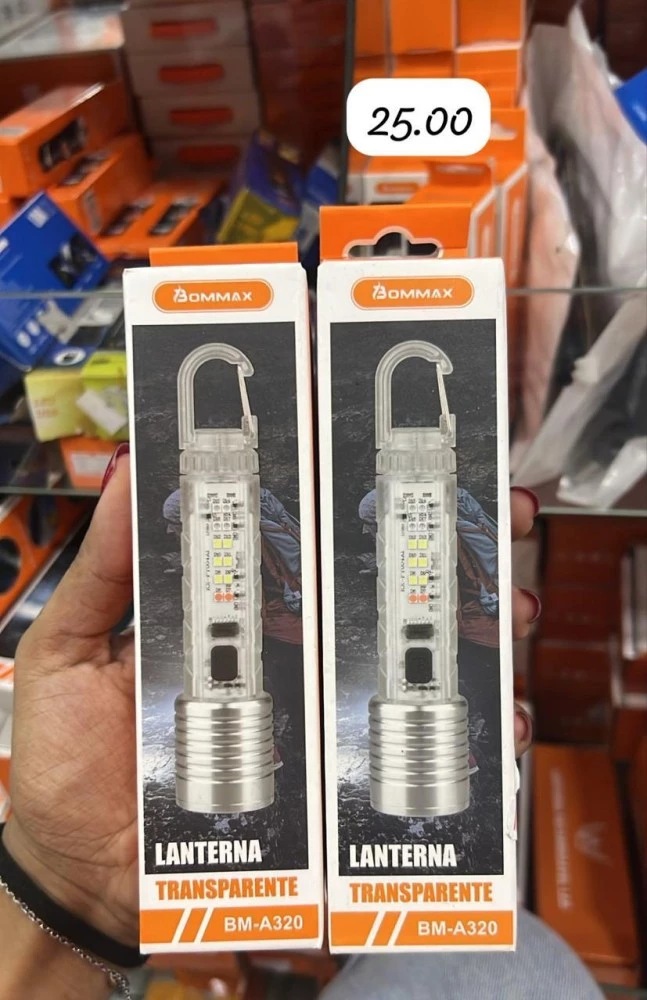 25.00
BOMMAX
LANTERNA
TRANSPARENTE
BM-A320
BOMMAX
LANTERNA
TRANSPARENTE
BM-A320